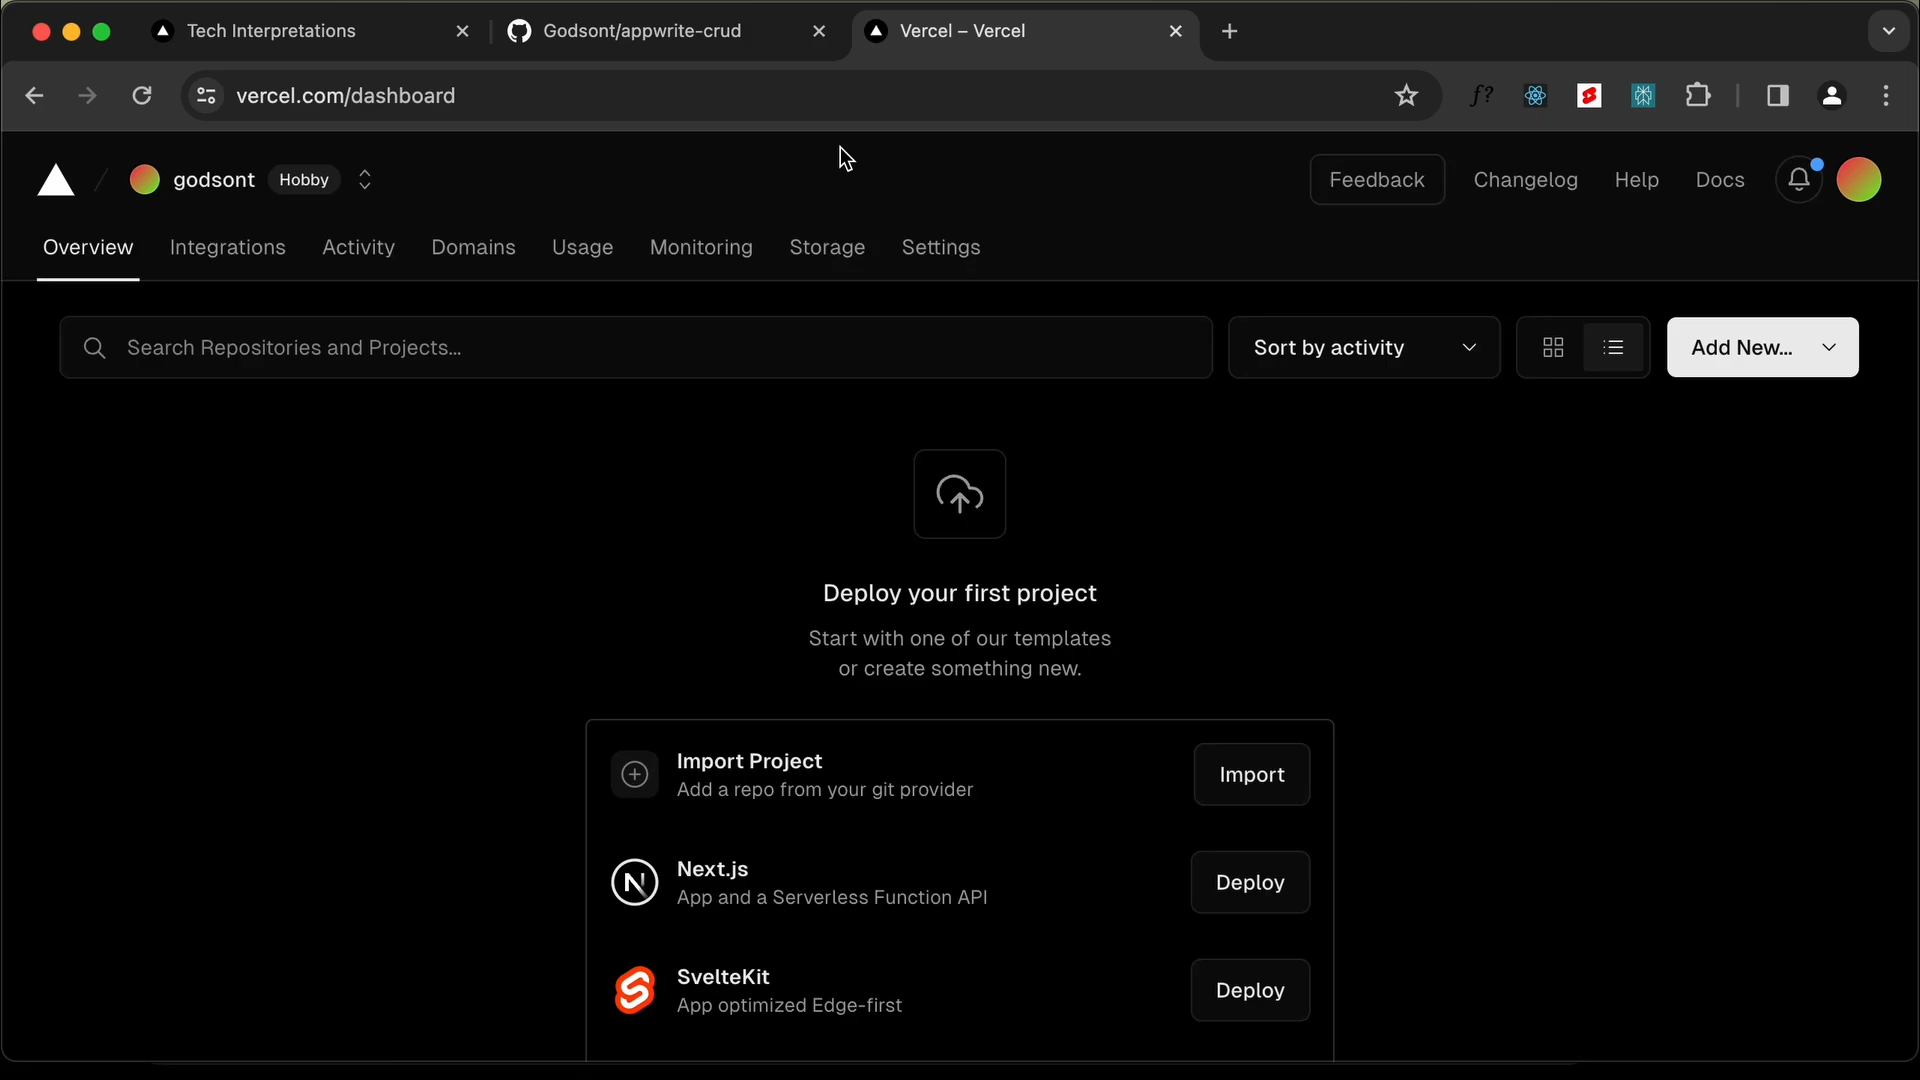 Tech Interpretations
Godsont/appwrite-crud
Vercel – Vercel
vercel.com/dashboard
f?
godsont
Hobby
Feedback
Changelog
Help
Docs
Overview
Integrations
Activity
Domains
Usage
Monitoring
Storage
Settings
Search Repositories and Projects...
Sort by activity
Add New...
Deploy your first project
Start with one of our templates
or create something new.
Import Project
Add a repo from your git provider
Import
Next.js
App and a Serverless Function API
Deploy
SvelteKit
App optimized Edge-first
Deploy